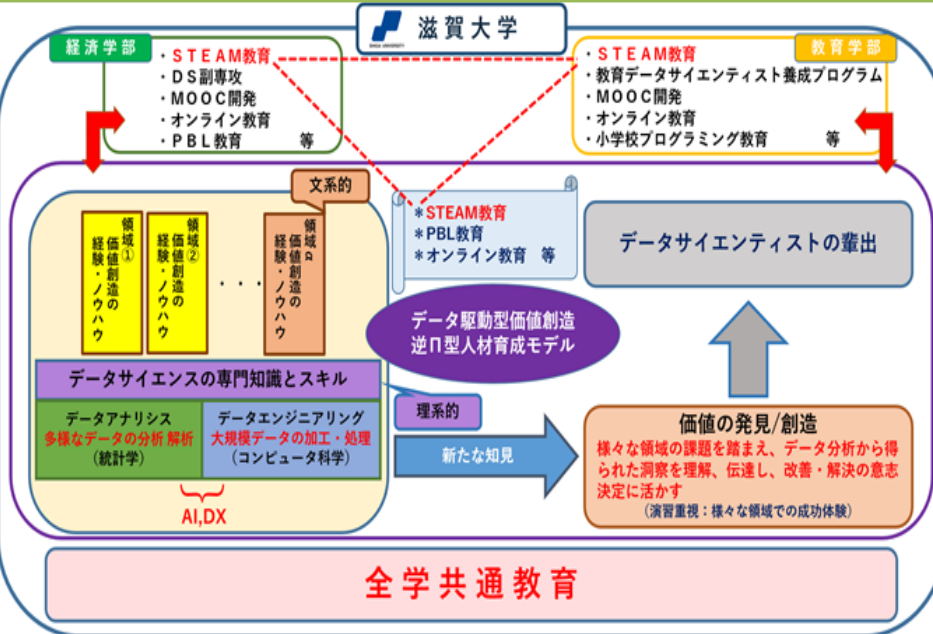 滋賀大学
SHIGA UNIVERSITY
経済学部
・STEAM教育
・DS副専攻
・MOOC開発
・オンライン教育
・PBL教育 等
教育学部
・STEAM教育
・教育データサイエンティスト養成プログラム
・MOOC開発
・オンライン教育
・小学校プログラミング教育 等
文系的
領域①
価値創造の
経験・ノウハウ
領域②
価値創造の
経験・ノウハウ
・・・
領域α
価値創造の
経験・ノウハウ
＊STEAM教育
＊PBL教育
＊オンライン教育 等
データサイエンティストの輩出
データ駆動型価値創造
逆Π型人材育成モデル
データサイエンスの専門知識とスキル
理系的
データアナリシス
多様なデータの分析 解析
(統計学)
データエンジニアリング
大規模データの加工・処理
(コンピュータ科学)
AI,DX
新たな知見
価値の発見/創造
様々な領域の課題を踏まえ、データ分析から得
られた洞察を理解、伝達し、改善・解決の意志
決定に活かす
(演習重視：様々な領域での成功体験)
全学共通教育